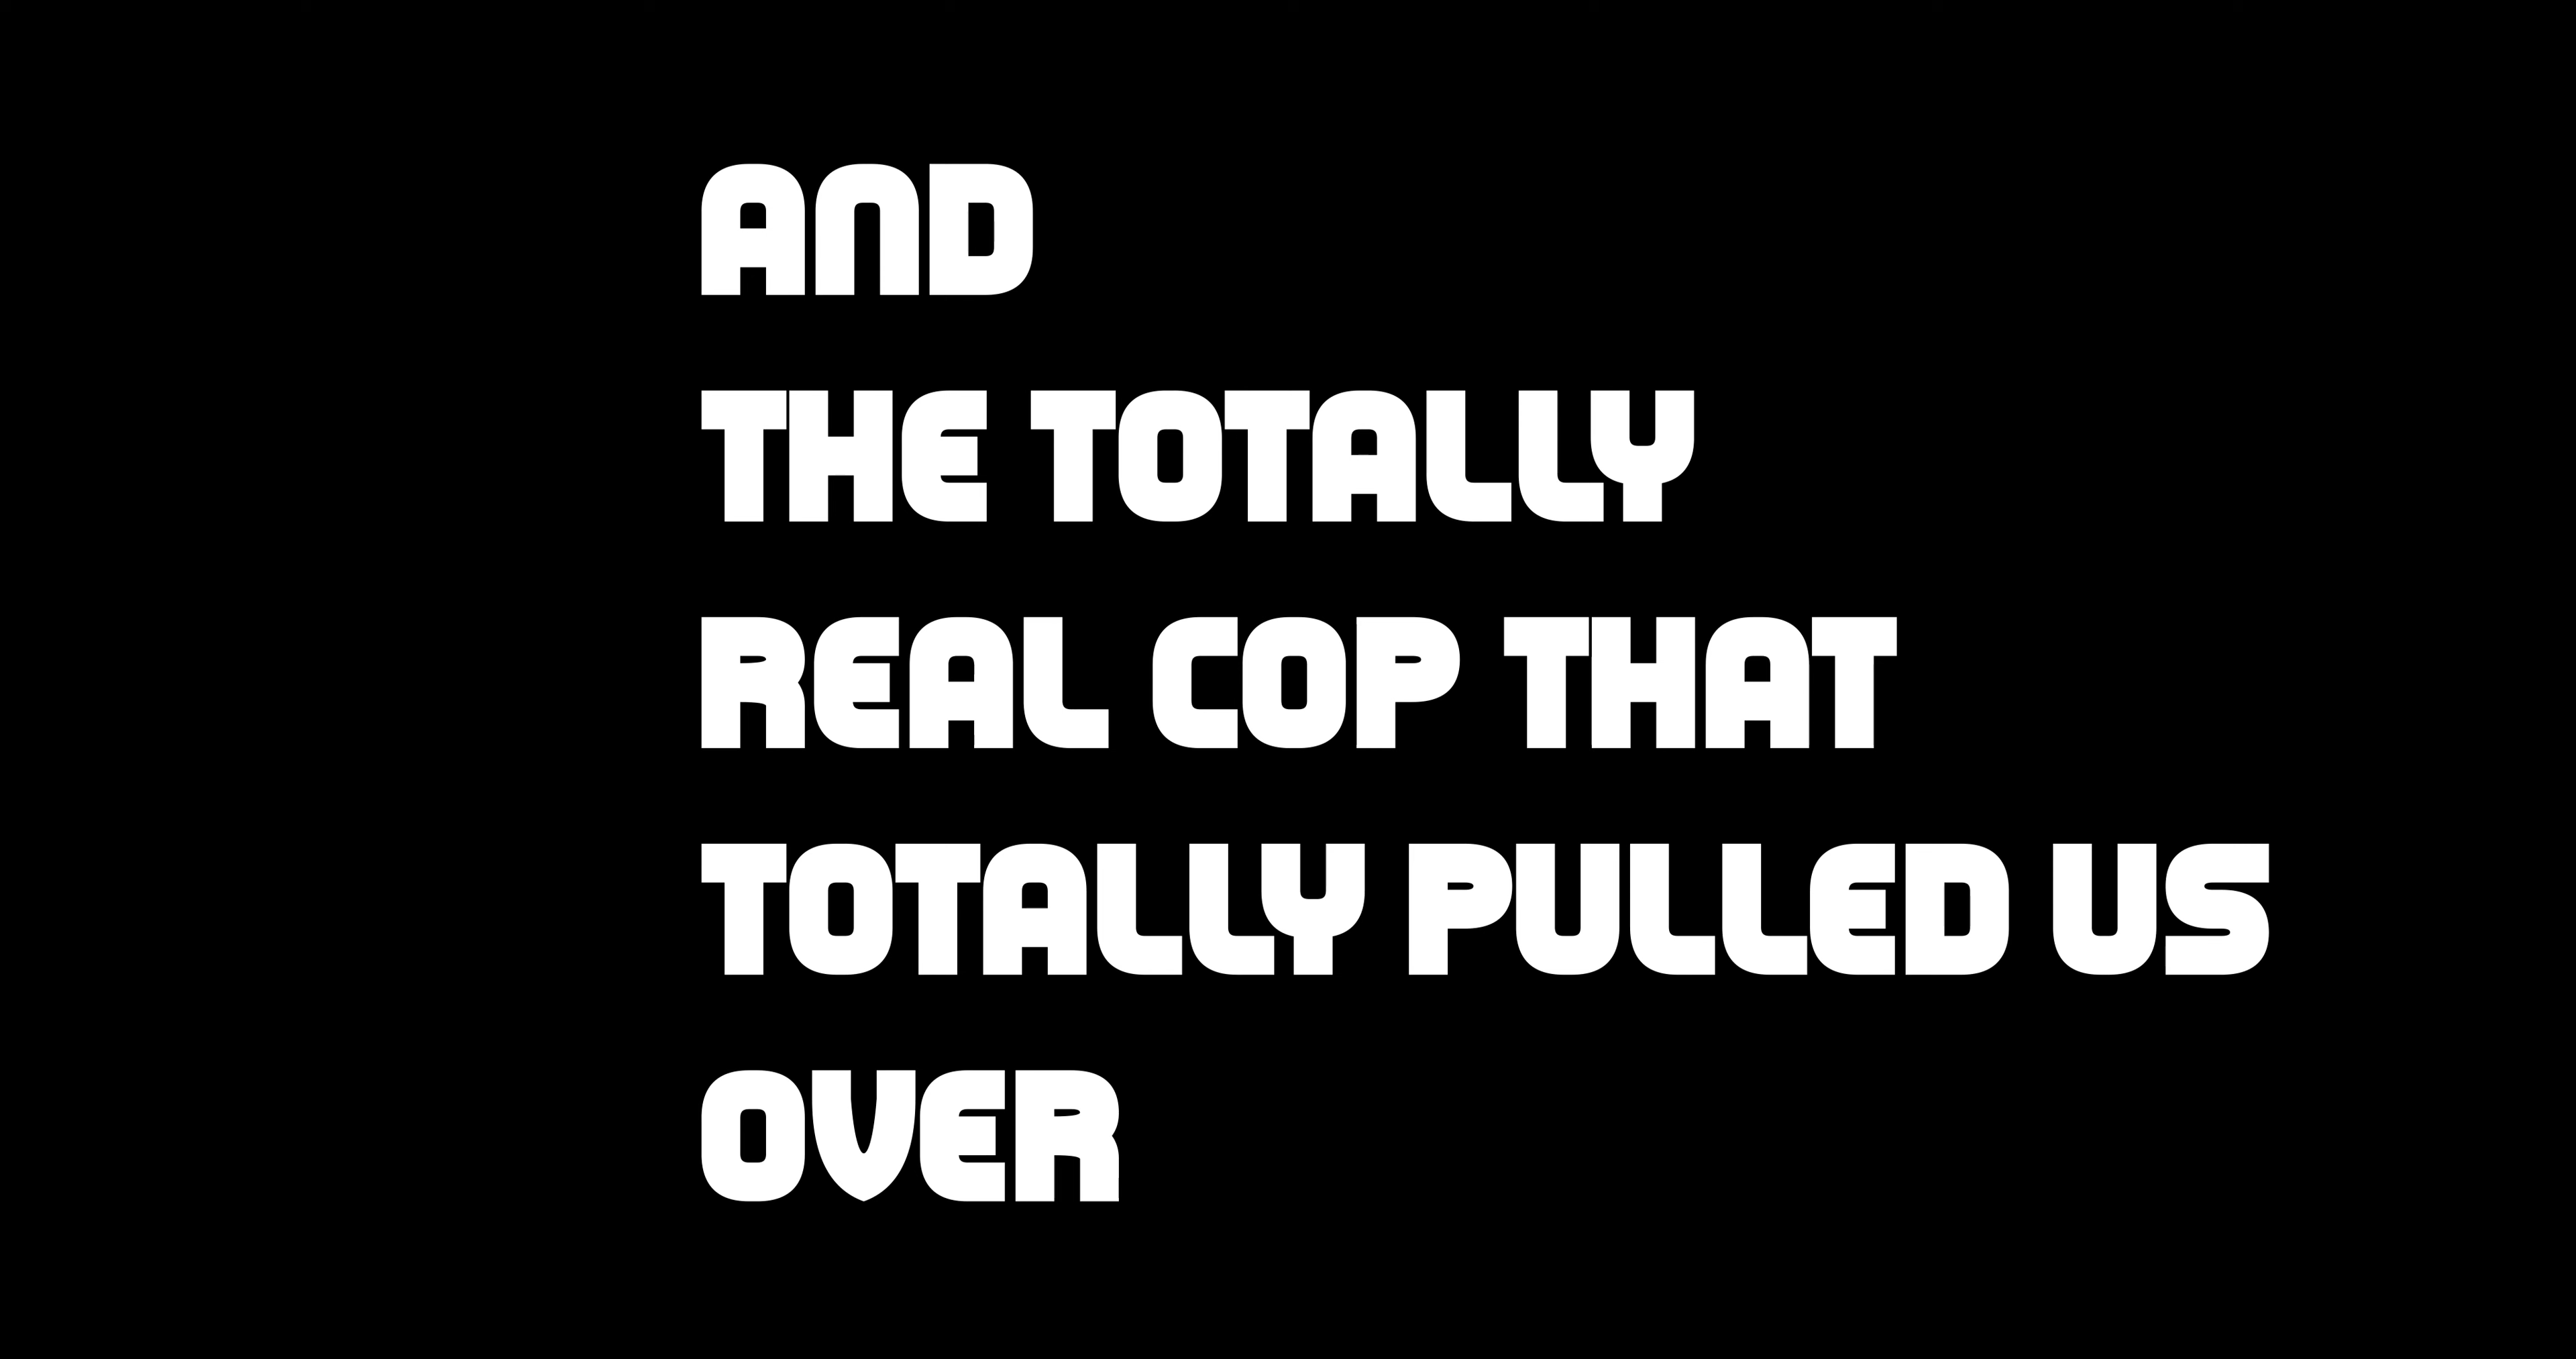 AND
THE TOTALLY
REAL COP THAT
TOTALLY PULLED US
OVER